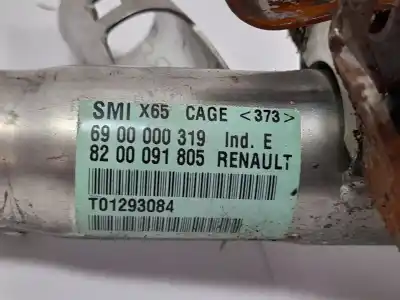 SMI X65 CAGE <373>
69 00 000 319 Ind. E
82 00 091 805 RENAULT
T01293084